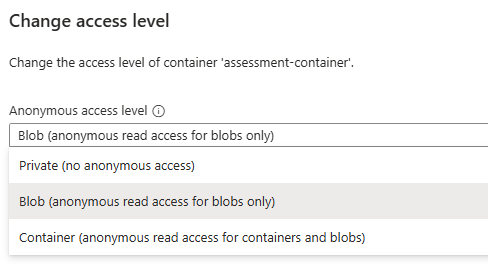 Change access level
Change the access level of container 'assessment-container'.
Anonymous access level
Blob (anonymous read access for blobs only)
Private (no anonymous access)
Blob (anonymous read access for blobs only)
Container (anonymous read access for containers and blobs)